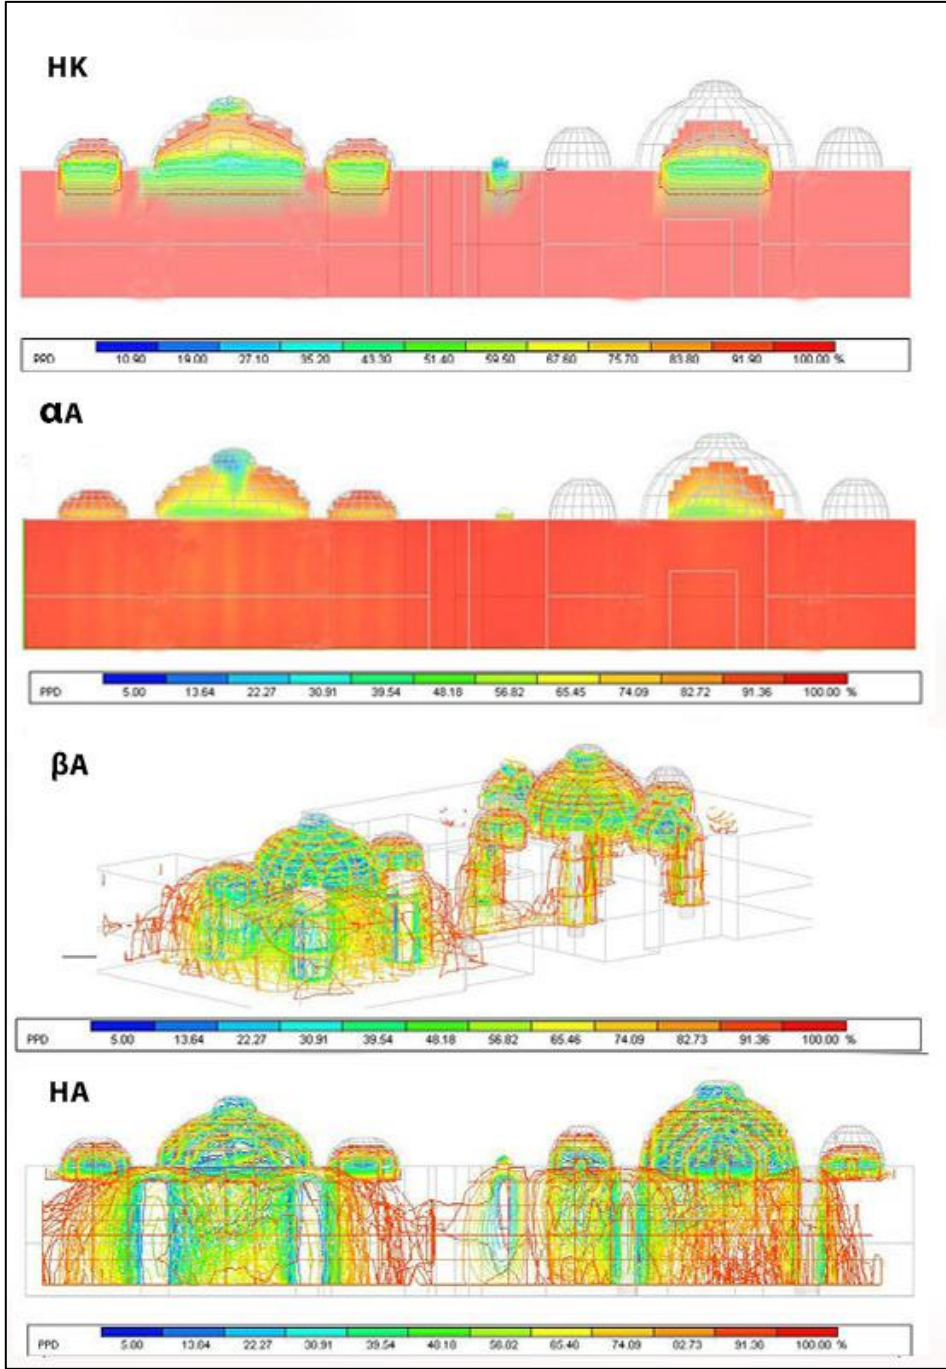 HK
PPD 10.90 19.00 27.10 35.20 43.30 51.40 59.50 67.60 75.70 83.80 91.90 100.00 %
αA
PPD 5.00 13.64 22.27 30.91 39.54 48.18 56.82 65.45 74.09 82.72 91.36 100.00 %
βA
PPD 5.00 13.64 22.27 30.91 39.54 48.18 56.82 65.46 74.09 82.73 91.36 100.00 %
HA
PPD 5.00 13.64 22.27 30.91 39.54 48.18 56.82 65.46 74.09 82.73 91.36 100.00 %